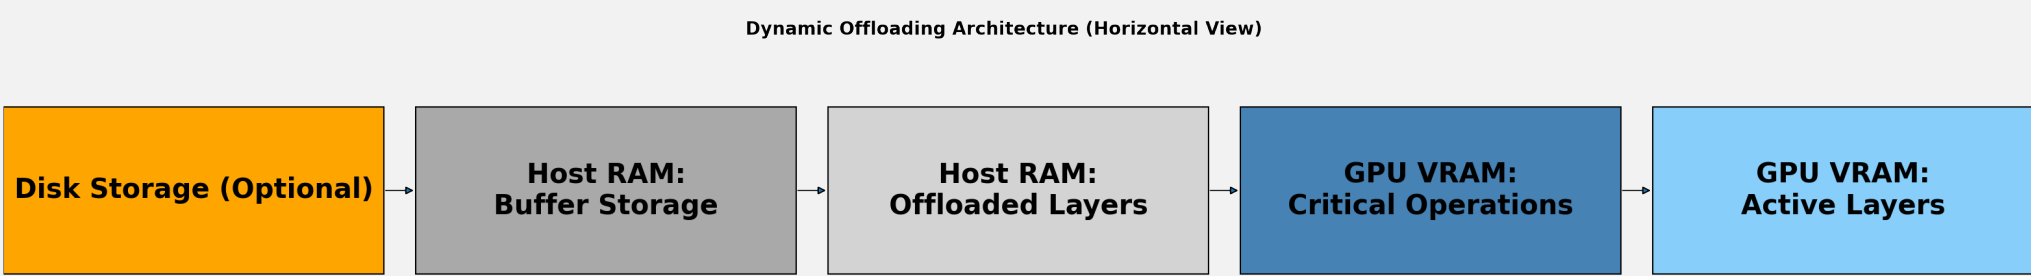 Dynamic Offloading Architecture (Horizontal View)
Disk Storage (Optional)
Host RAM:
Buffer Storage
Host RAM:
Offloaded Layers
GPU VRAM:
Critical Operations
GPU VRAM:
Active Layers